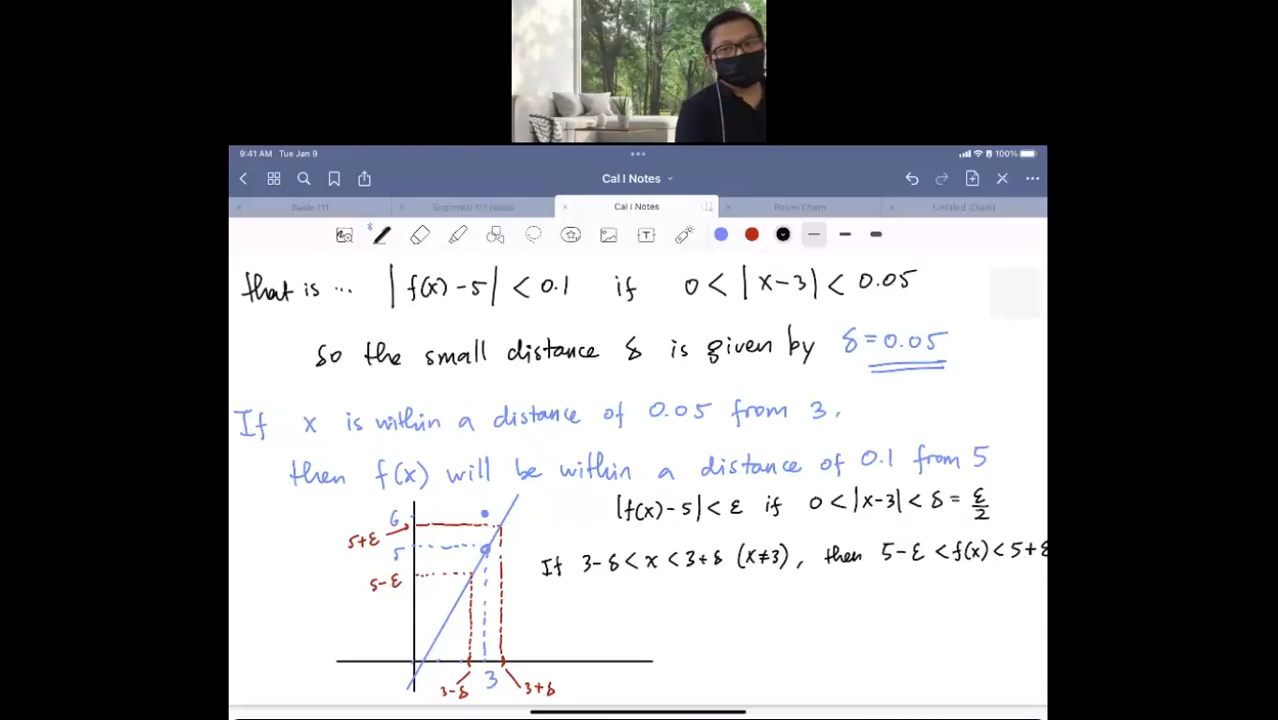 9:41 AM Tue Jan 9
100%
Cal I Notes
Cal I Notes
that is ... | f(x) - 5 | < 0.1 if 0 < | x - 3 | < 0.05
so the small distance δ is given by δ = 0.05
If x is within a distance of 0.05 from 3,
then f(x) will be within a distance of 0.1 from 5
|f(x) - 5| < ε if 0 < |x - 3| < δ = ε/2
If 3 - δ < x < 3 + δ (x ≠ 3), then 5 - ε < f(x) < 5 + ε
6
5+ε
5
5-ε
3-δ 3 3+δ